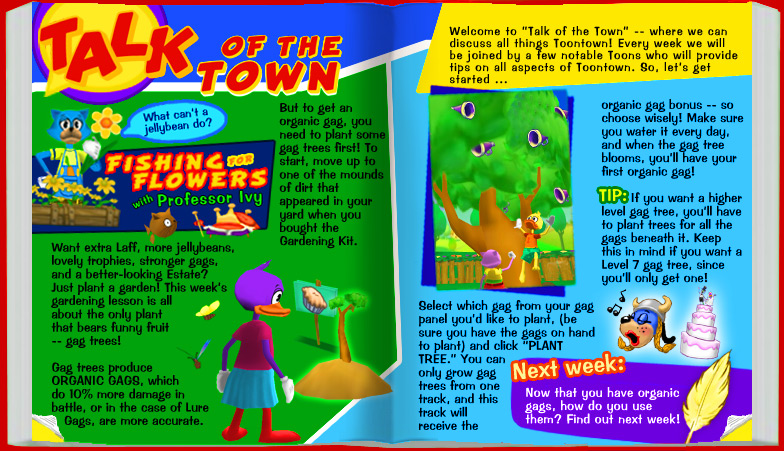 TALK
OF THE
TOWN
What can't a
jellybean do?
FISHING FOR
FLOWERS
with Professor Ivy
Want extra Laff, more jellybeans,
lovely trophies, stronger gags,
and a better-looking Estate?
Just plant a garden! This week's
gardening lesson is all
about the only plant
that bears funny fruit
-- gag trees!
Gag trees produce
ORGANIC GAGS, which
do 10% more damage in
battle, or in the case of Lure
Gags, are more accurate.
But to get an
organic gag, you
need to plant some
gag trees first! To
start, move up to
one of the mounds
of dirt that
appeared in your
yard when you
bought the
Gardening Kit.
Welcome to "Talk of the Town" -- where we can
discuss all things Toontown! Every week we will
be joined by a few notable Toons who will provide
tips on all aspects of Toontown. So, let's get
started ...
Select which gag from your gag
panel you'd like to plant, (be
sure you have the gags on hand
to plant) and click "PLANT
TREE." You can
only grow gag
trees from one
track, and this
track will
receive the
organic gag bonus -- so
choose wisely! Make sure
you water it every day,
and when the gag tree
blooms, you'll have your
first organic gag!
TIP: If you want a higher
level gag tree, you'll have
to plant trees for all the
gags beneath it. Keep
this in mind if you want a
Level 7 gag tree, since
you'll only get one!
Next week:
Now that you have organic
gags, how do you use
them? Find out next week!